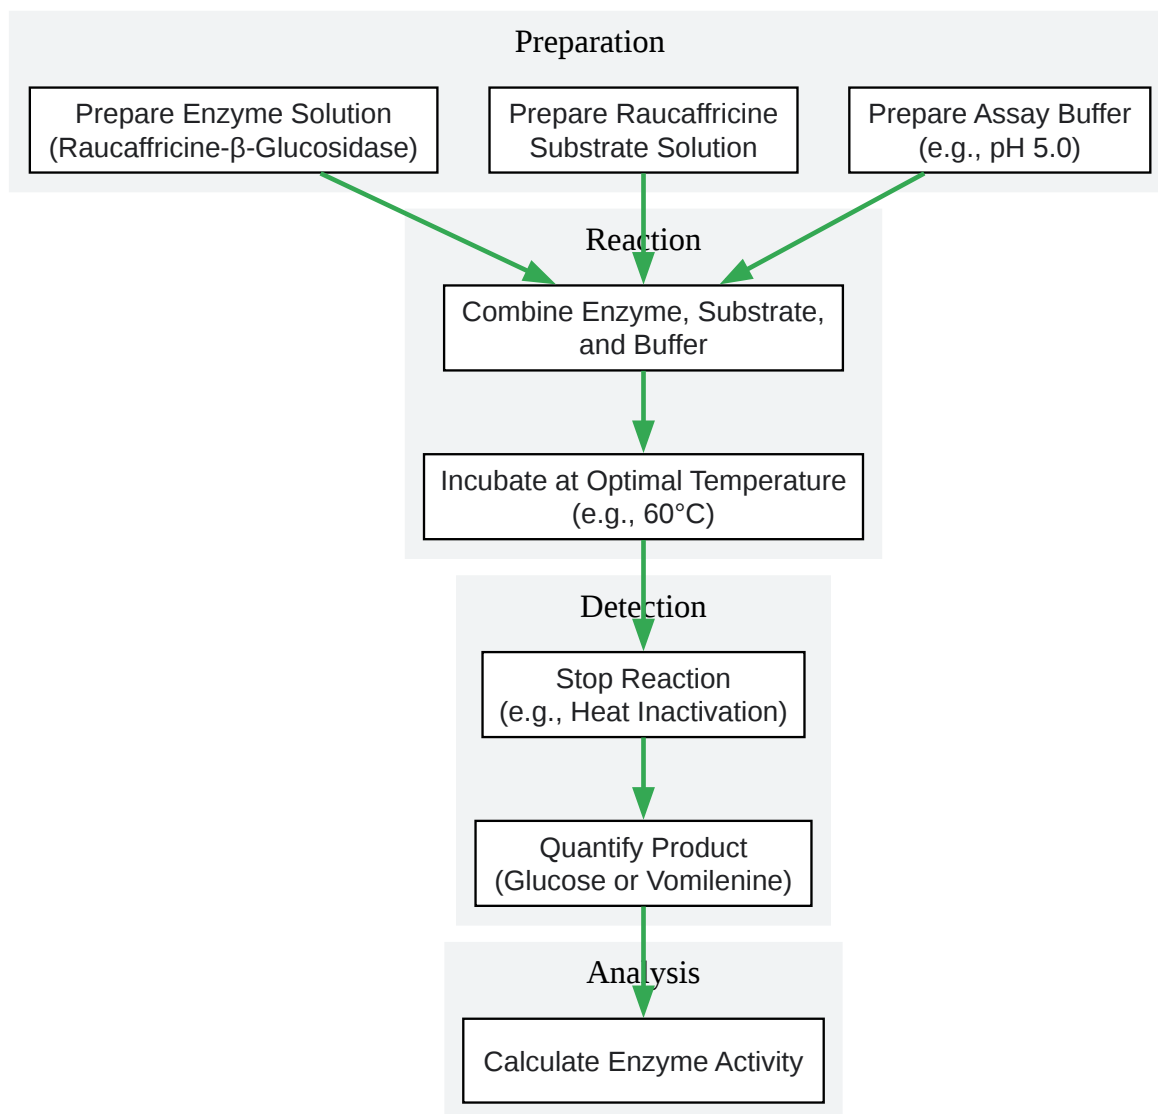 Preparation
Prepare Enzyme Solution
(Raucaffricine-β-Glucosidase)
Prepare Raucaffricine
Substrate Solution
Prepare Assay Buffer
(e.g., pH 5.0)
Reaction
Combine Enzyme, Substrate,
and Buffer
Incubate at Optimal Temperature
(e.g., 60°C)
Detection
Stop Reaction
(e.g., Heat Inactivation)
Quantify Product
(Glucose or Vomilenine)
Analysis
Calculate Enzyme Activity